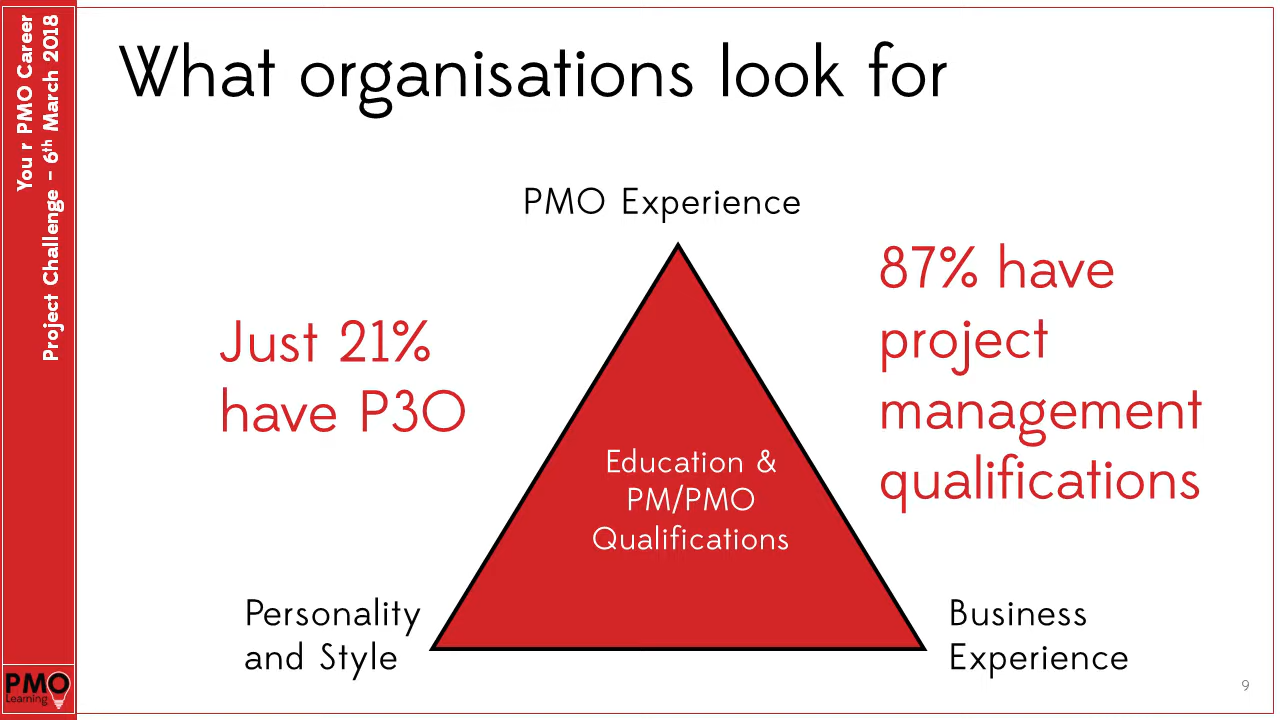 You r PMO Career
Project Challenge – 6th March 2018
What organisations look for
PMO Experience
87% have
project
management
qualifications
Just 21%
have P3O
Education &
PM/PMO
Qualifications
Personality
and Style
Business
Experience
PMO
Learning
9